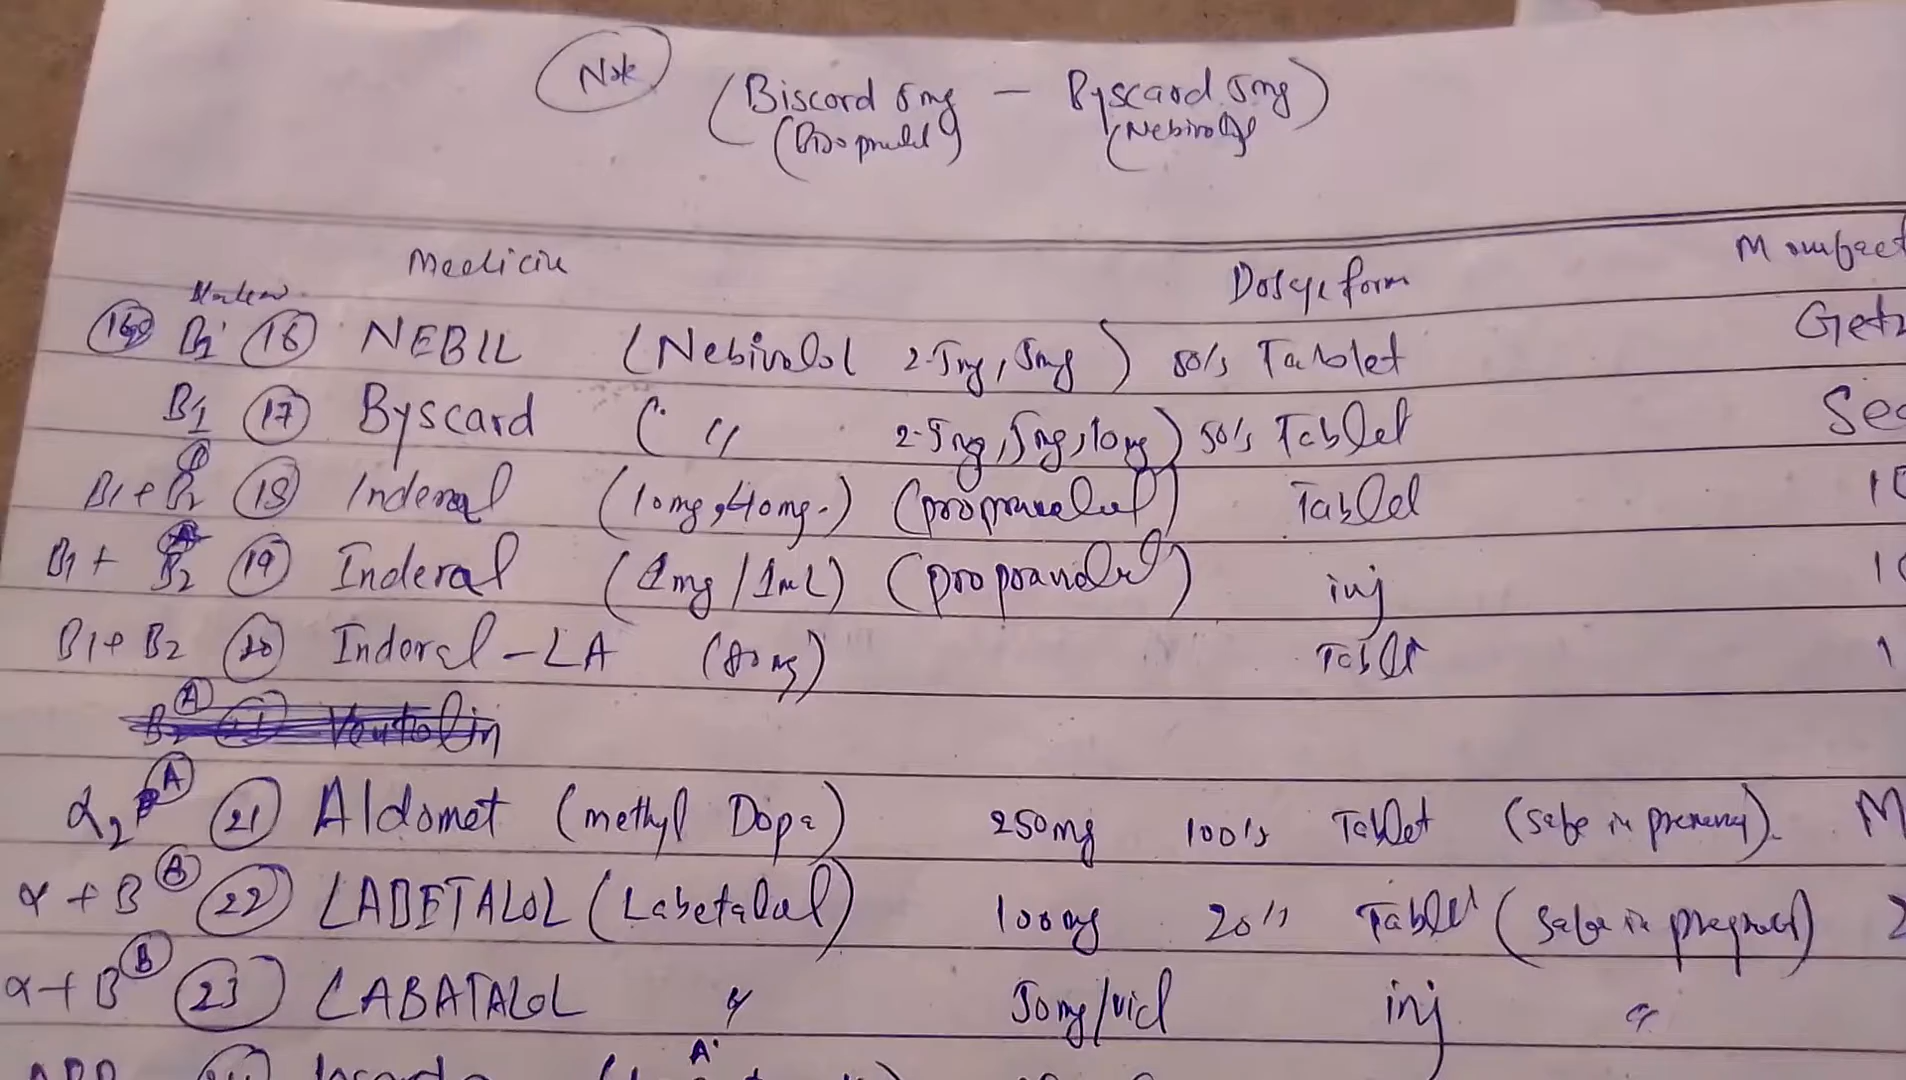 Note (Biscord 5mg — Byscard 5mg)
(Nebivolol
Medicine Dosage form Manufact
16 B1 16 NEBIL (Nebivolol 2.5mg, 5mg) 50's Tablet Getz
B1 17 Byscard ( " 2.5mg, 5mg, 10mg) 50's Tablet Sea
B1 + B2 18 Inderal (10mg, 40mg.) (propranolol) Tablet
B1 + B2 19 Inderal (1mg/1mL) (propranolol) inj
B1 + B2 20 Inderal-LA (80mg) Tablet
Ventolin
α2 A 21 Aldomet (methyl Dopa) 250mg 100's Tablet (safe in pregnancy). M
α + B B 22 LABETALOL (Labetalol) 100mg 20's Tablet (safe in pregnancy)
α + B B 23 LABATALOL " 50mg/vial inj "